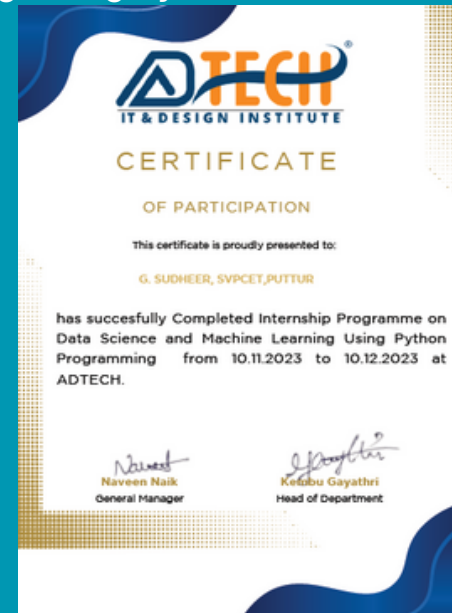 ADTECH®
IT & DESIGN INSTITUTE
CERTIFICATE
OF PARTICIPATION
This certificate is proudly presented to:
G. SUDHEER, SVPCET,PUTTUR
has succesfully Completed Internship Programme on
Data Science and Machine Learning Using Python
Programming from 10.11.2023 to 10.12.2023 at
ADTECH.
Naveen Naik
Kembu Gayathri
General Manager
Head of Department